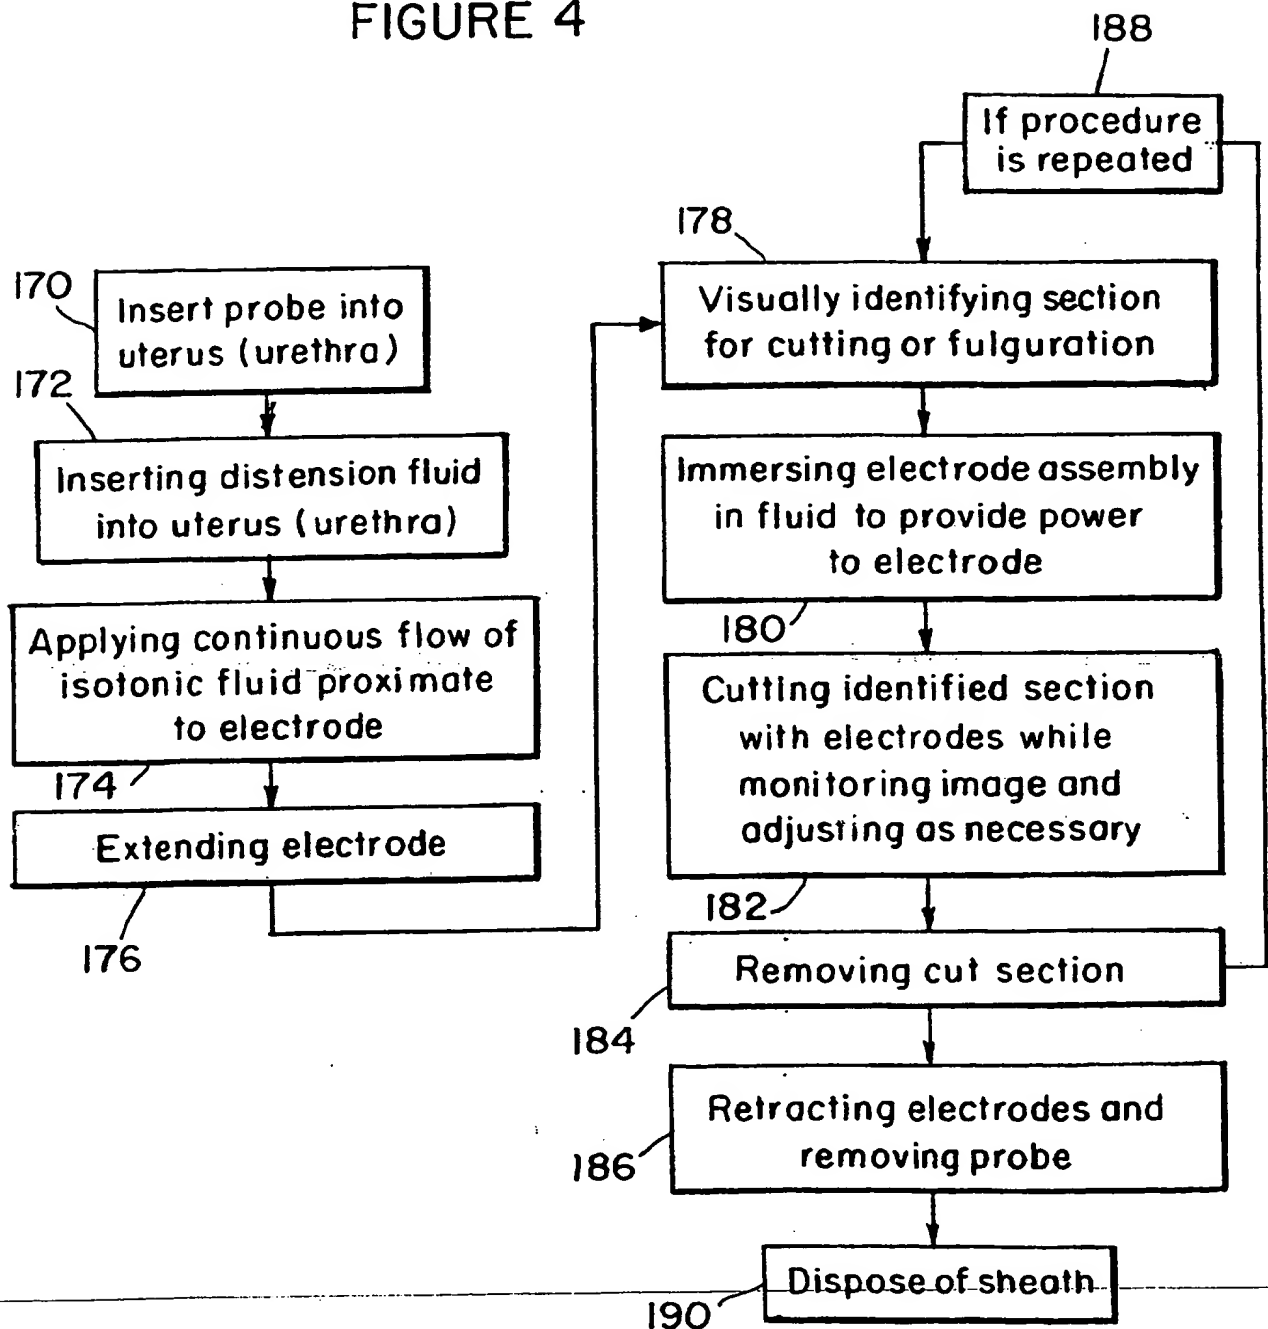 FIGURE 4
170
Insert probe into
uterus (urethra)
172
Inserting distension fluid
into uterus (urethra)
Applying continuous flow of
isotonic fluid proximate
to electrode
174
Extending electrode
176
188
If procedure
is repeated
178
Visually identifying section
for cutting or fulguration
Immersing electrode assembly
in fluid to provide power
to electrode
180
Cutting identified section
with electrodes while
monitoring image and
adjusting as necessary
182
Removing cut section
184
Retracting electrodes and
removing probe
186
Dispose of sheath
190